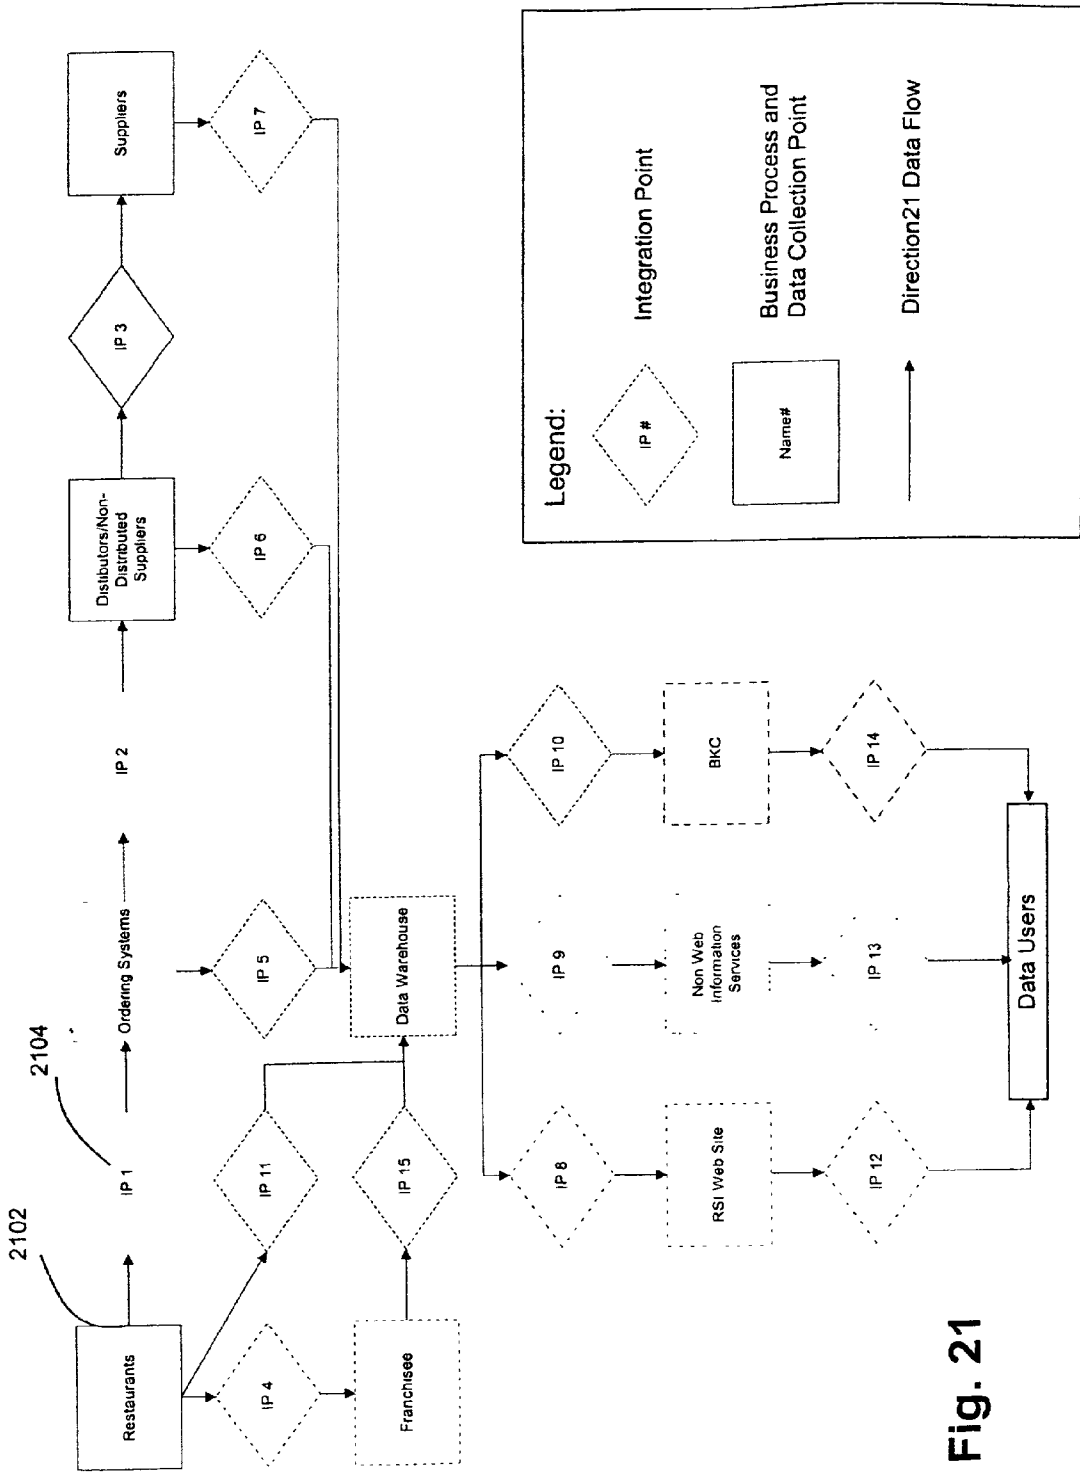 2102
2104
Restaurants
IP 1
Ordering Systems
IP 2
Distibutors/Non-
Distributed
Suppliers
IP 3
Suppliers
IP 4
IP 11
IP 5
IP 6
IP 7
Franchisee
IP 15
Data Warehouse
IP 8
IP 9
IP 10
RSI Web Site
Non Web
Information
Services
BKC
IP 12
IP 13
IP 14
Data Users
Legend:
IP #
Integration Point
Name#
Business Process and
Data Collection Point
Direction21 Data Flow
Fig. 21